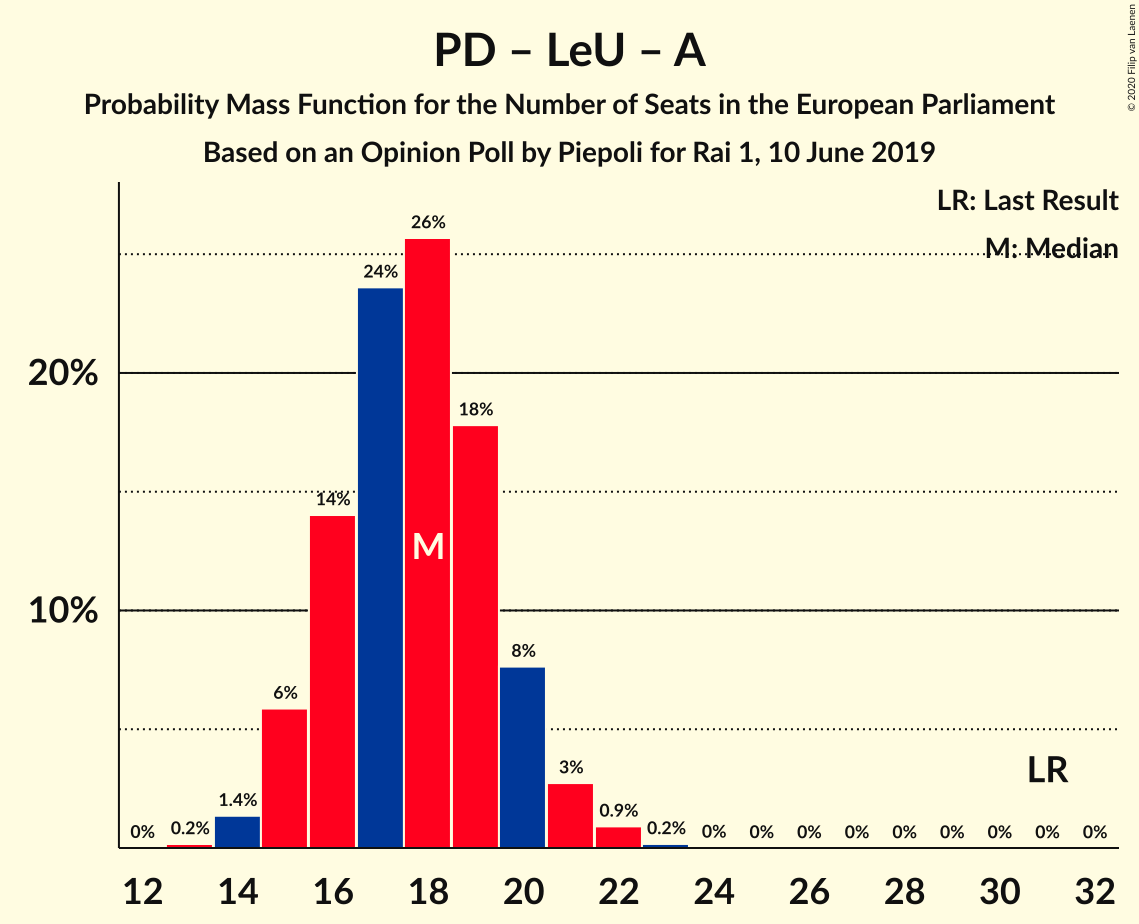 PD – LeU – A
Probability Mass Function for the Number of Seats in the European Parliament
Based on an Opinion Poll by Piepoli for Rai 1, 10 June 2019
© 2020 Filip van Laenen
LR: Last Result
M: Median
26%
24%
20%
18%
14%
M
10%
8%
6%
LR
3%
0% 0.2% 1.4% 0.9% 0.2% 0% 0% 0% 0% 0% 0% 0% 0% 0%
12 14 16 18 20 22 24 26 28 30 32